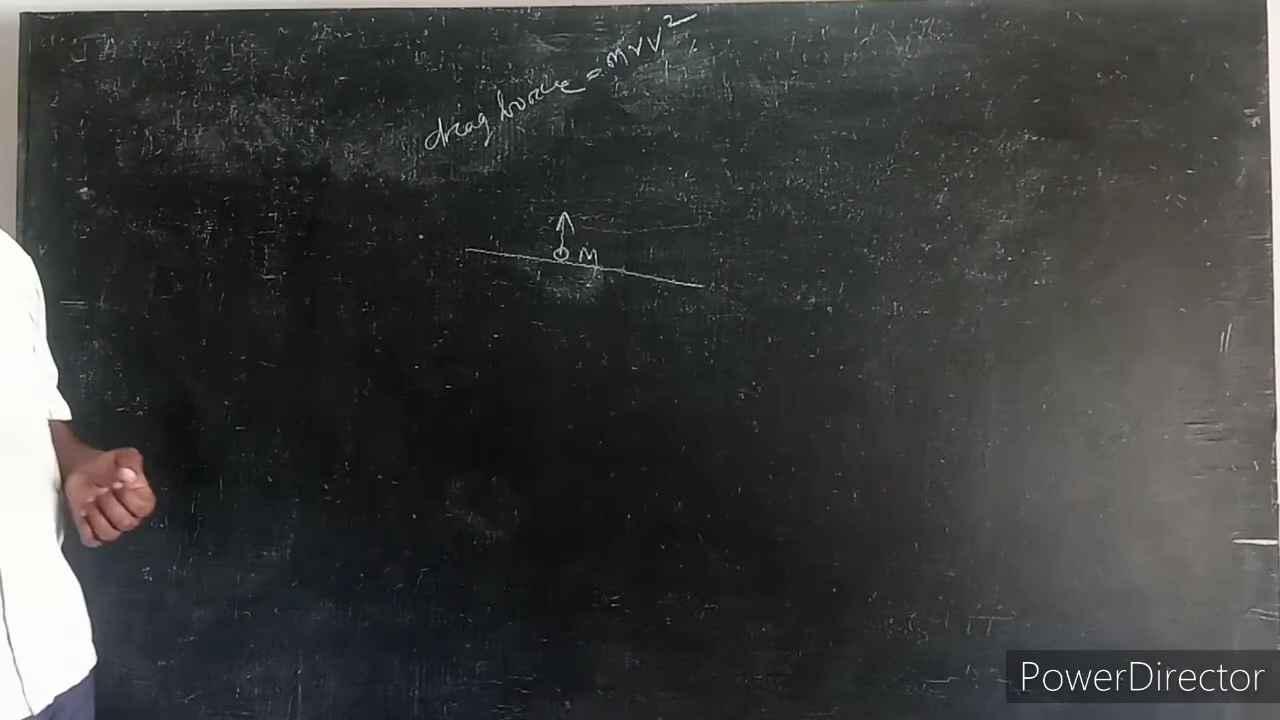 drag force = mγv²
M
PowerDirector